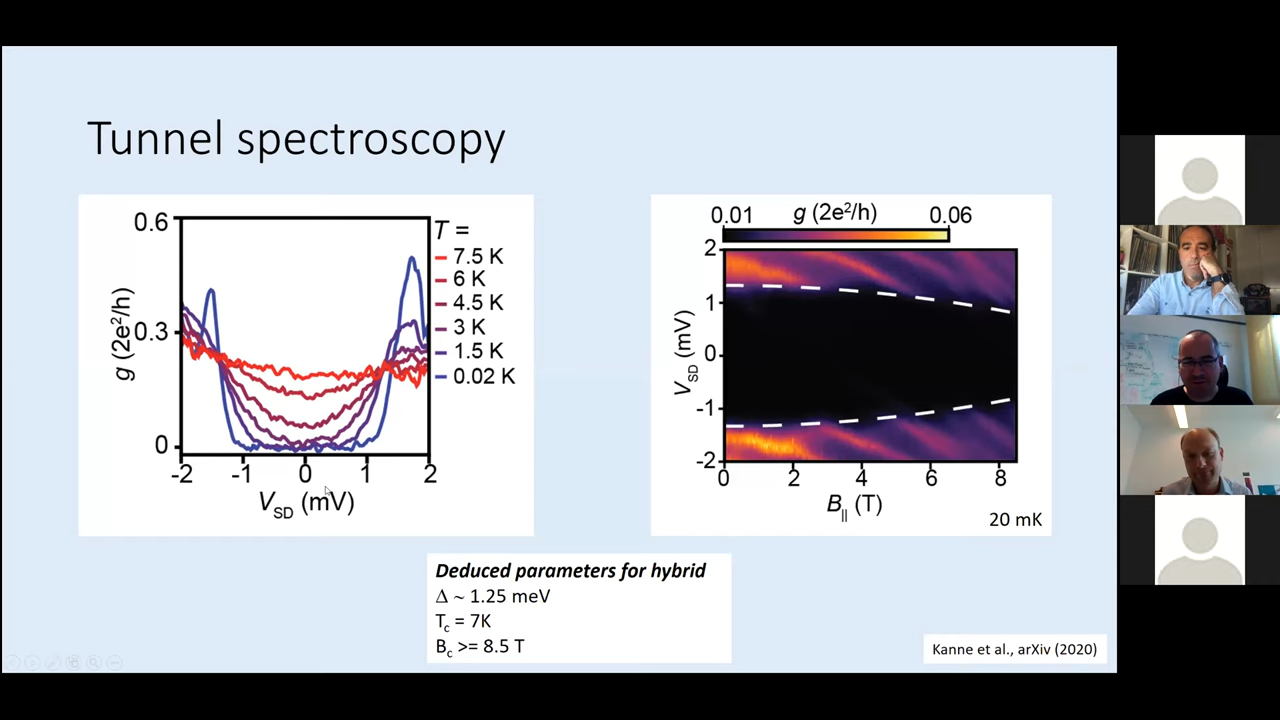 Tunnel spectroscopy
0.6
0.3
0
g (2e²/h)
-2 -1 0 1 2
V_SD (mV)
T =
7.5 K
6 K
4.5 K
3 K
1.5 K
0.02 K
0.01 g (2e²/h) 0.06
2
1
0
-1
-2
V_SD (mV)
0 2 4 6 8
B_|| (T)
20 mK
Deduced parameters for hybrid
Δ ~ 1.25 meV
T_c = 7K
B_c >= 8.5 T
Kanne et al., arXiv (2020)